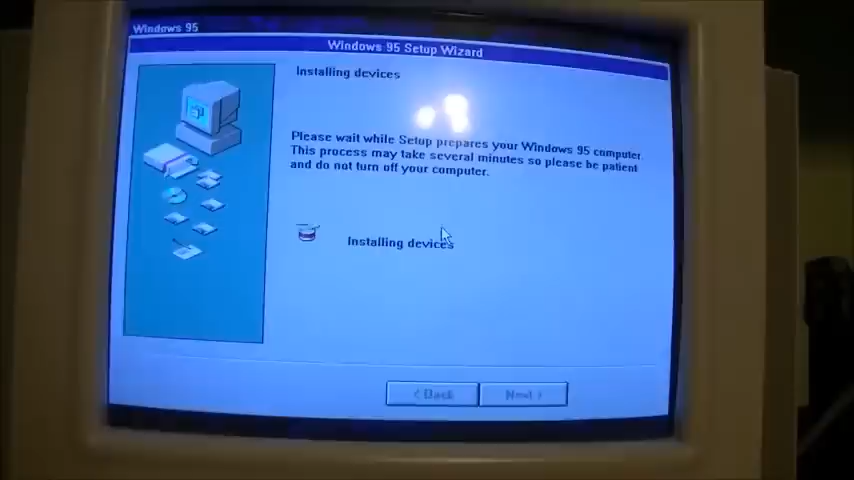 Windows 95
Windows 95 Setup Wizard
Installing devices
Please wait while Setup prepares your Windows 95 computer.
This process may take several minutes so please be patient
and do not turn off your computer.
Installing devices
< Back
Next >